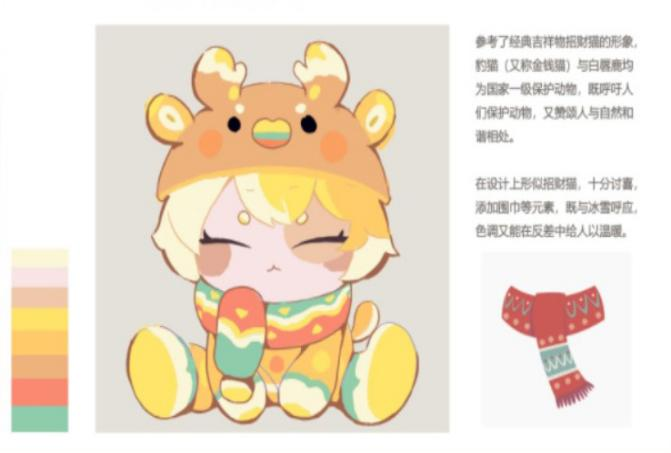 参考了经典吉祥物招财猫的形象，
豹猫（又称金钱猫）与白唇鹿均
为国家一级保护动物，既呼吁人
们保护动物，又赞颂人与自然和
谐相处。
在设计上形似招财猫，十分讨喜，
添加围巾等元素，既与冰雪呼应，
色调又能在反差中给人以温暖。